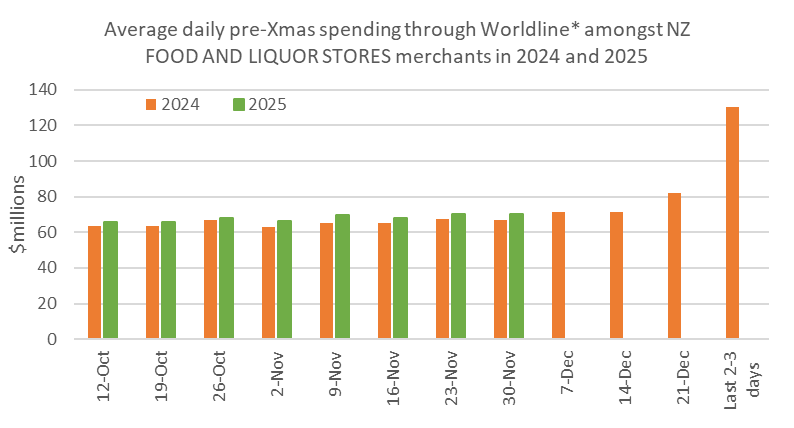 Average daily pre-Xmas spending through Worldline* amongst NZ
FOOD AND LIQUOR STORES merchants in 2024 and 2025
$millions
140
120
100
80
60
40
20
0
2024
2025
12-Oct
19-Oct
26-Oct
2-Nov
9-Nov
16-Nov
23-Nov
30-Nov
7-Dec
14-Dec
21-Dec
Last 2-3
days